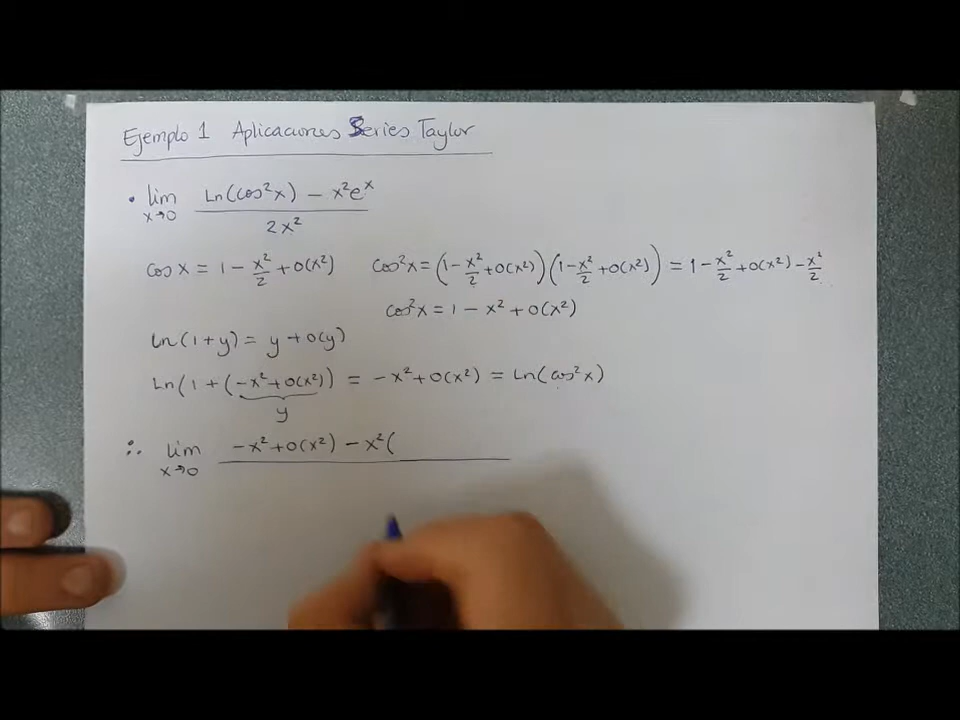 Ejemplo 1 Aplicaciones Series Taylor
• lim x→0 (Ln(cos²x) − x²eˣ) / 2x²
cos x = 1 − x²/2 + o(x²) cos²x = (1 − x²/2 + o(x²))(1 − x²/2 + o(x²)) = 1 − x²/2 + o(x²) − x²/2
cos²x = 1 − x² + o(x²)
Ln(1+y) = y + o(y)
Ln(1 + (−x² + o(x²)) = −x² + o(x²) = Ln(cos²x)
y
∴ lim x→0 −x² + o(x²) − x²(